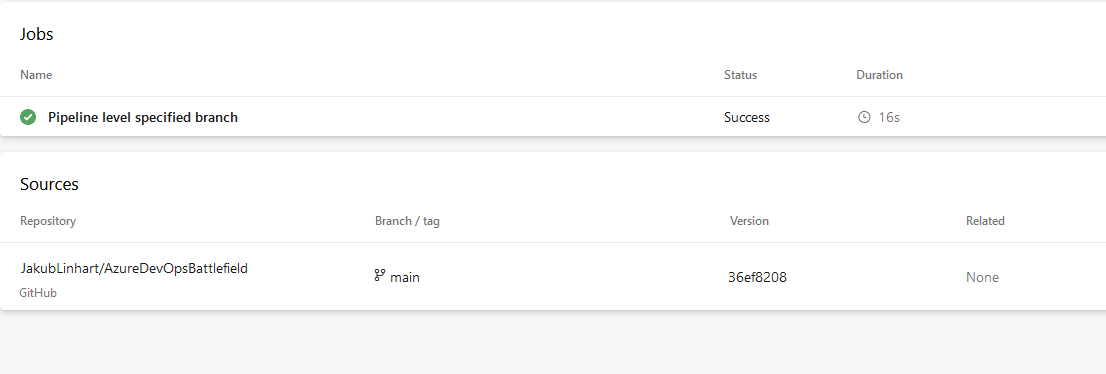 Jobs
Name Status Duration
Pipeline level specified branch Success 16s
Sources
Repository Branch / tag Version Related
JakubLinhart/AzureDevOpsBattlefield main 36ef8208 None
GitHub